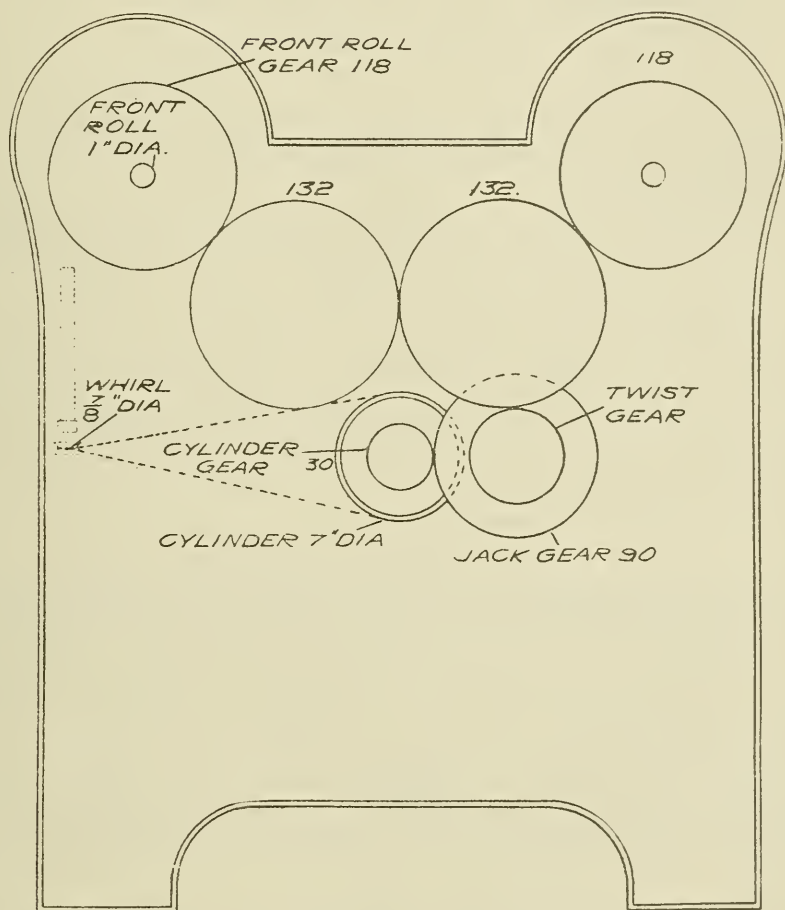 FRONT ROLL
GEAR 118
118
FRONT
ROLL
1" DIA.
132
132.
WHIRL
7/8" DIA
TWIST
GEAR
CYLINDER
GEAR
30
CYLINDER 7" DIA
JACK GEAR 90